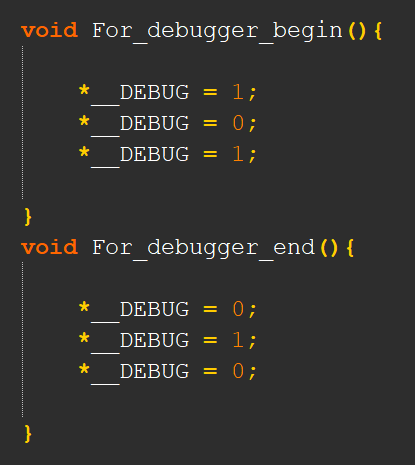 void For_debugger_begin(){
*__DEBUG = 1;
*__DEBUG = 0;
*__DEBUG = 1;
}
void For_debugger_end(){
*__DEBUG = 0;
*__DEBUG = 1;
*__DEBUG = 0;
}